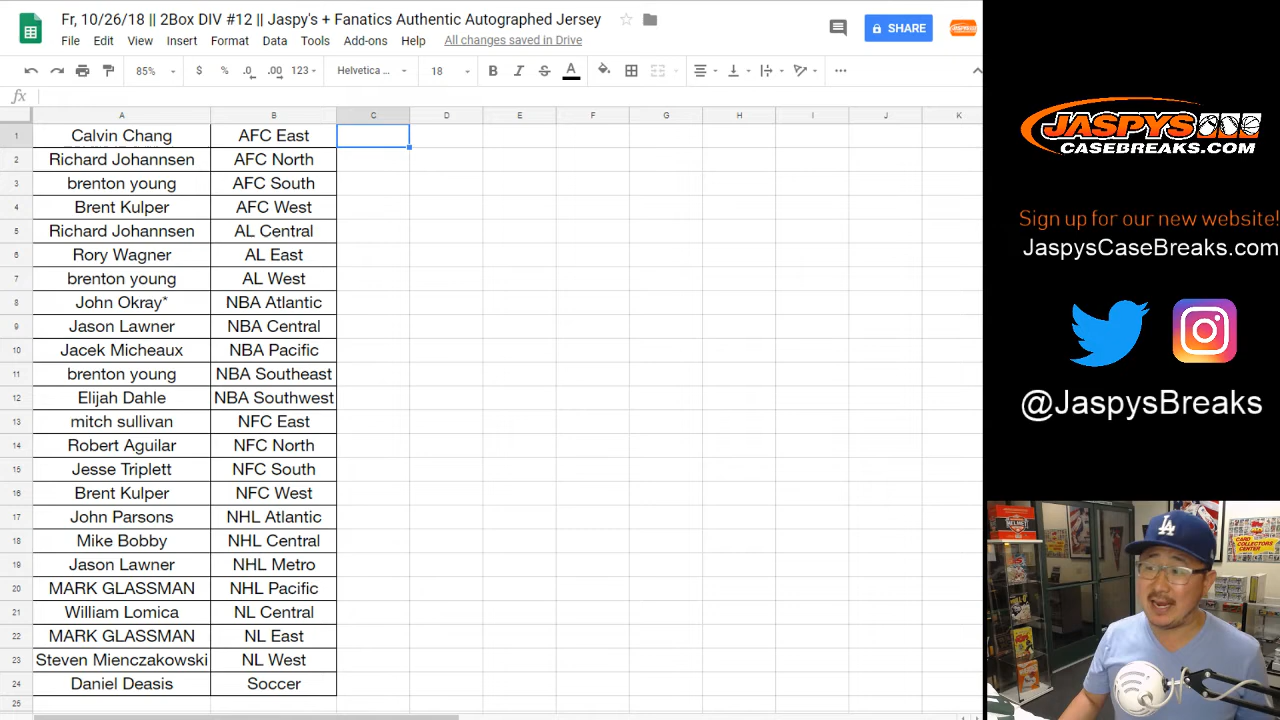 Fr, 10/26/18 || 2Box DIV #12 || Jaspy's + Fanatics Authentic Autographed Jersey
File Edit View Insert Format Data Tools Add-ons Help All changes saved in Drive
SHARE
85% $ % .0 .00 123 Helvetica ... 18 B I S A
fx
A B C D E F G H I J K
1 Calvin Chang AFC East
2 Richard Johannsen AFC North
3 brenton young AFC South
4 Brent Kulper AFC West
5 Richard Johannsen AL Central
6 Rory Wagner AL East
7 brenton young AL West
8 John Okray* NBA Atlantic
9 Jason Lawner NBA Central
10 Jacek Micheaux NBA Pacific
11 brenton young NBA Southeast
12 Elijah Dahle NBA Southwest
13 mitch sullivan NFC East
14 Robert Aguilar NFC North
15 Jesse Triplett NFC South
16 Brent Kulper NFC West
17 John Parsons NHL Atlantic
18 Mike Bobby NHL Central
19 Jason Lawner NHL Metro
20 MARK GLASSMAN NHL Pacific
21 William Lomica NL Central
22 MARK GLASSMAN NL East
23 Steven Mienczakowski NL West
24 Daniel Deasis Soccer
25
JASPYS
CASEBREAKS.COM
Sign up for our new website!
JaspysCaseBreaks.com
@JaspysBreaks
LA
CARD
COLLECTORS
CENTER